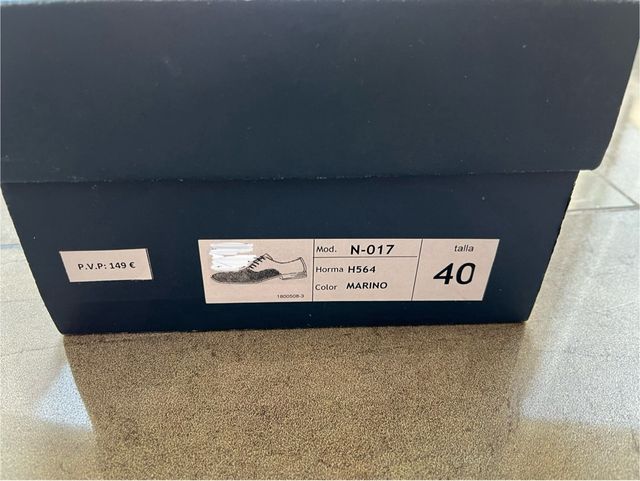 P.V.P: 149 €
Mod. N-017
Horma H564
Color MARINO
1800508-3
talla
40